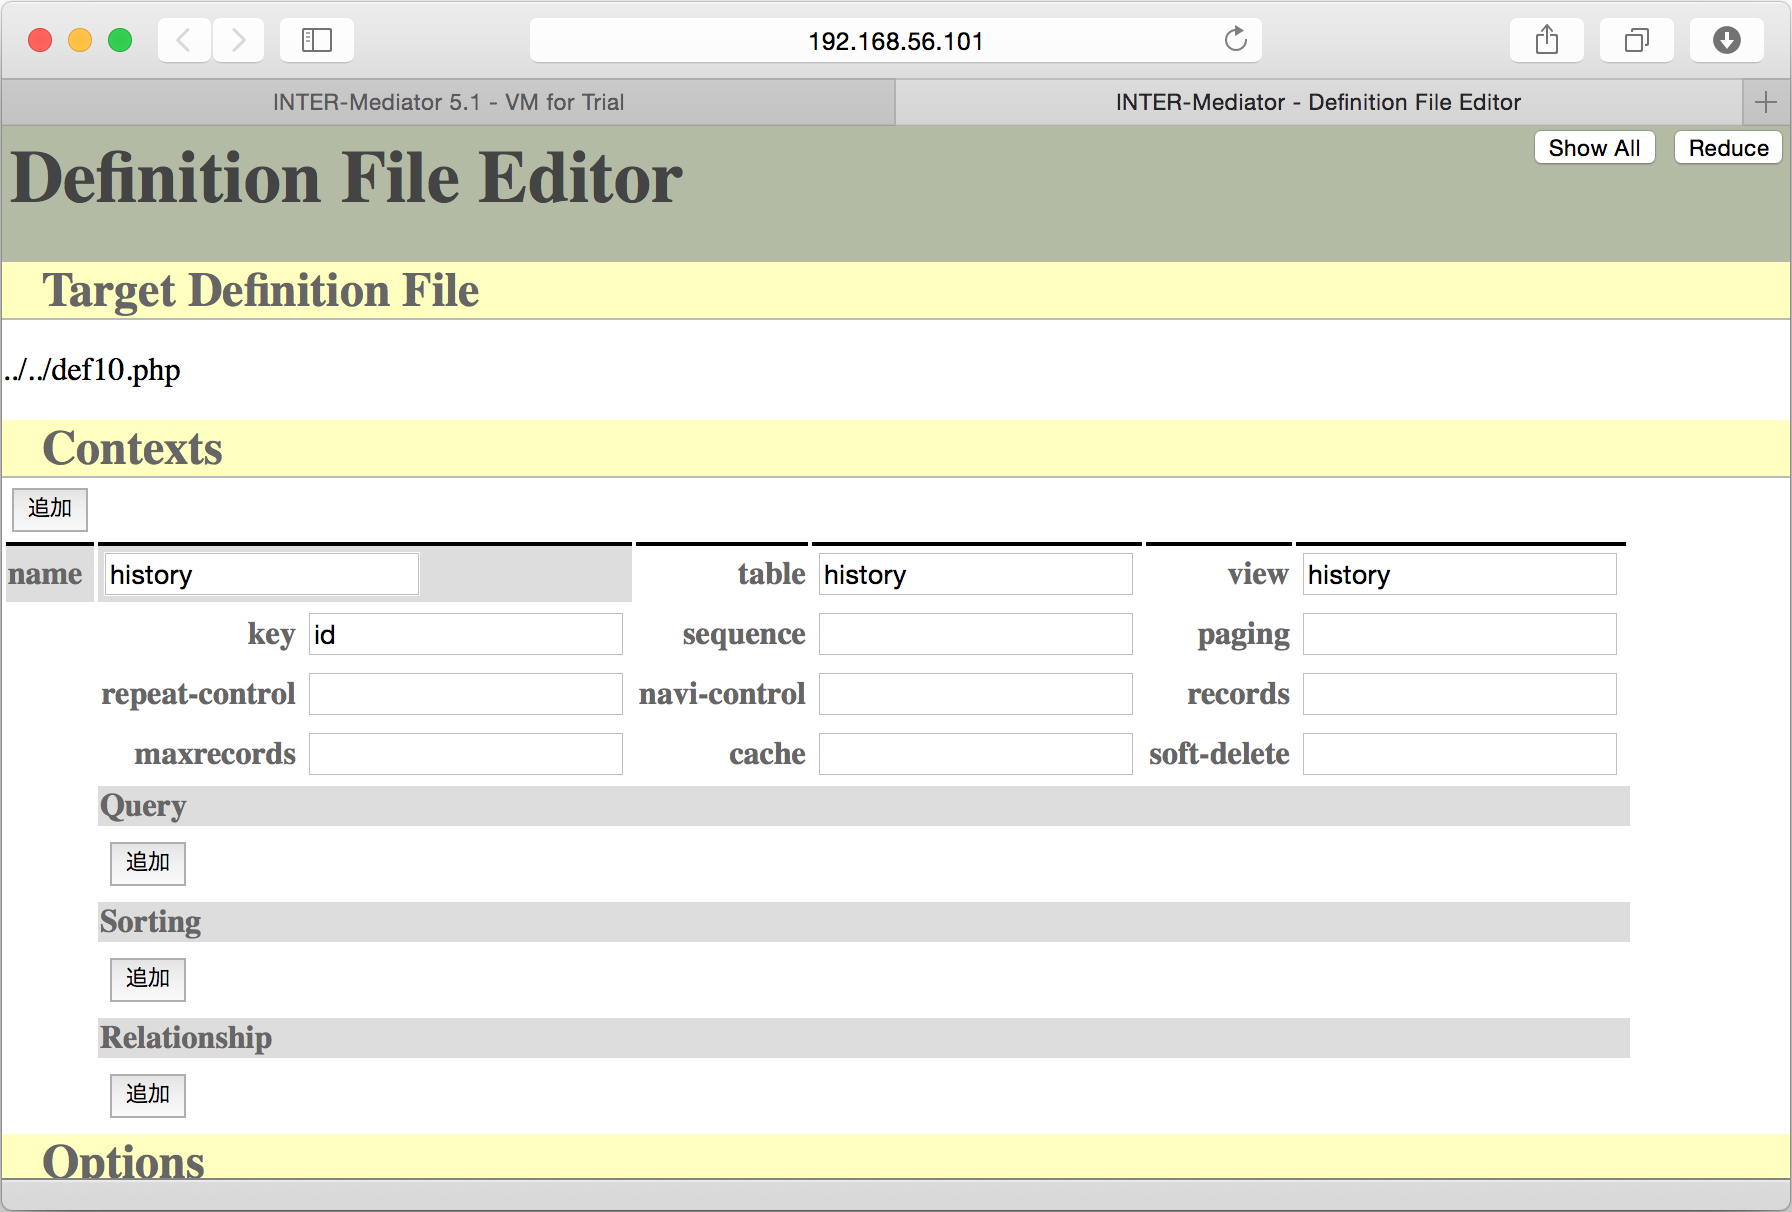 192.168.56.101
INTER-Mediator 5.1 - VM for Trial
INTER-Mediator - Definition File Editor
Definition File Editor
Show All
Reduce
Target Definition File
../../def10.php
Contexts
追加
name history table history view history
key id sequence paging
repeat-control navi-control records
maxrecords cache soft-delete
Query
追加
Sorting
追加
Relationship
追加
Options